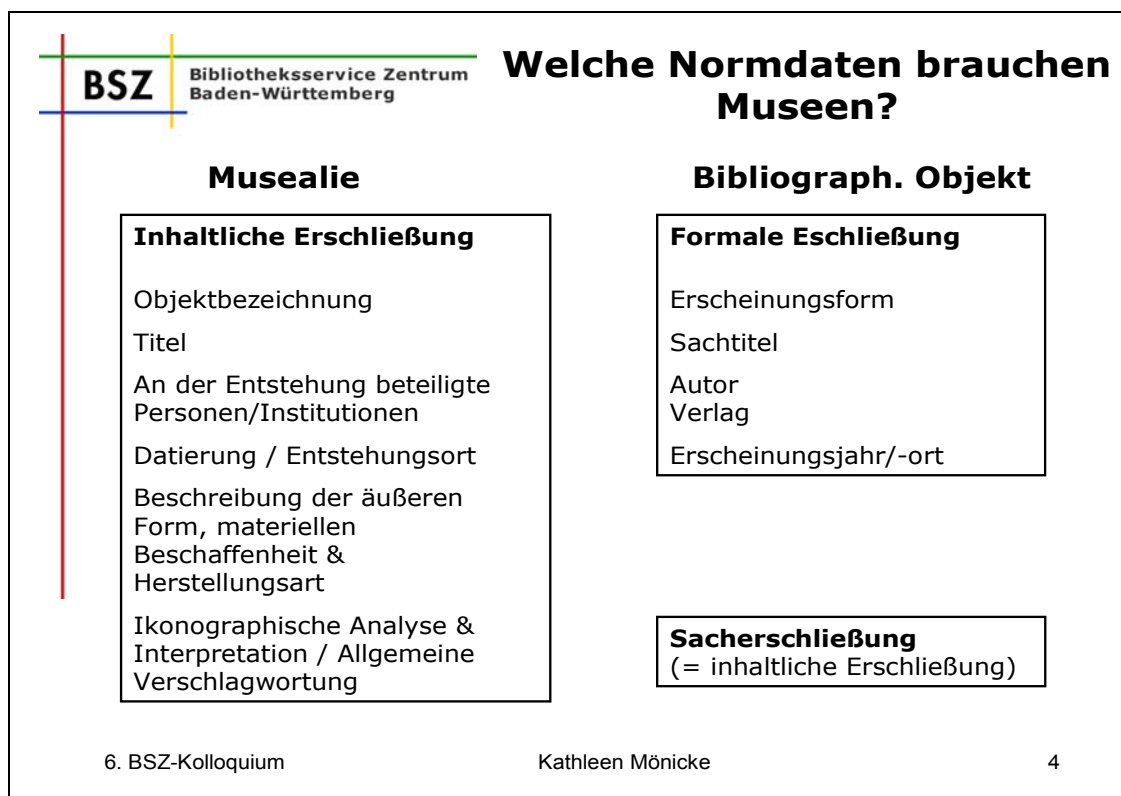 BSZ
Bibliotheksservice Zentrum
Baden-Württemberg
Welche Normdaten brauchen
Museen?
Musealie
Inhaltliche Erschließung
Objektbezeichnung
Titel
An der Entstehung beteiligte
Personen/Institutionen
Datierung / Entstehungsort
Beschreibung der äußeren
Form, materiellen
Beschaffenheit &
Herstellungsart
Ikonographische Analyse &
Interpretation / Allgemeine
Verschlagwortung
Bibliograph. Objekt
Formale Eschließung
Erscheinungsform
Sachtitel
Autor
Verlag
Erscheinungsjahr/-ort
Sacherschließung
(= inhaltliche Erschließung)
6. BSZ-Kolloquium
Kathleen Mönicke
4